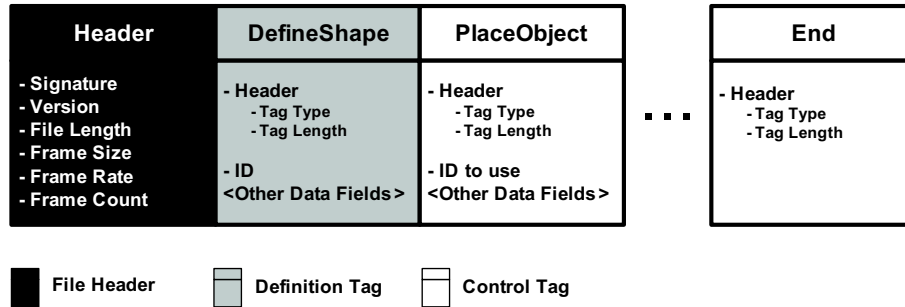 Header
- Signature
- Version
- File Length
- Frame Size
- Frame Rate
- Frame Count
DefineShape
- Header
- Tag Type
- Tag Length
- ID
<Other Data Fields>
PlaceObject
- Header
- Tag Type
- Tag Length
- ID to use
<Other Data Fields>
...
End
- Header
- Tag Type
- Tag Length
File Header
Definition Tag
Control Tag